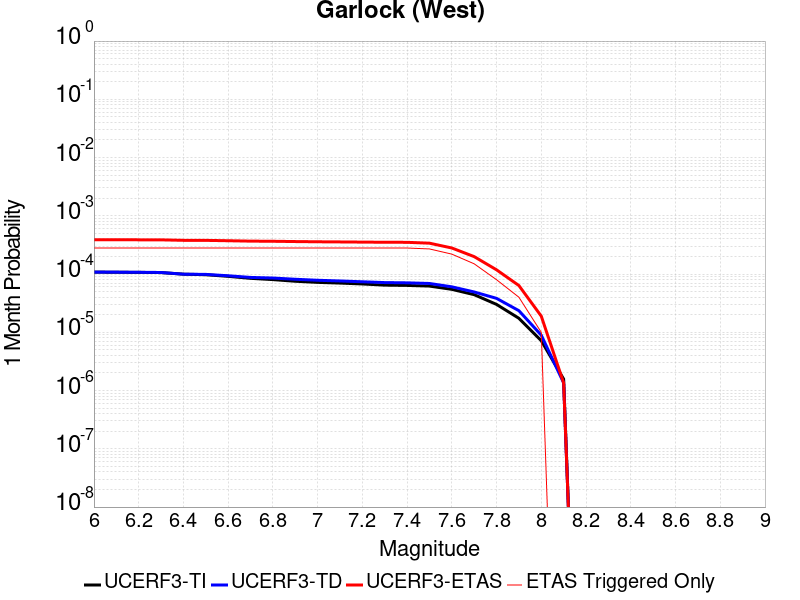 Garlock (West)
10^0
10^-1
10^-2
10^-3
10^-4
10^-5
10^-6
10^-7
10^-8
1 Month Probability
6 6.2 6.4 6.6 6.8 7 7.2 7.4 7.6 7.8 8 8.2 8.4 8.6 8.8 9
Magnitude
UCERF3-TI UCERF3-TD UCERF3-ETAS ETAS Triggered Only